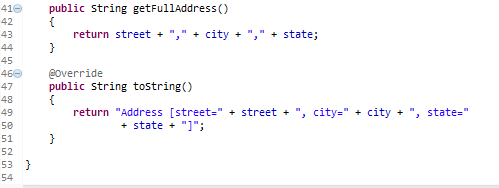 41 public String getFullAddress()
42 {
43 return street + "," + city + "," + state;
44 }
45
46 @Override
47 public String toString()
48 {
49 return "Address [street=" + street + ", city=" + city + ", state="
50 + state + "]";
51 }
52
53 }
54